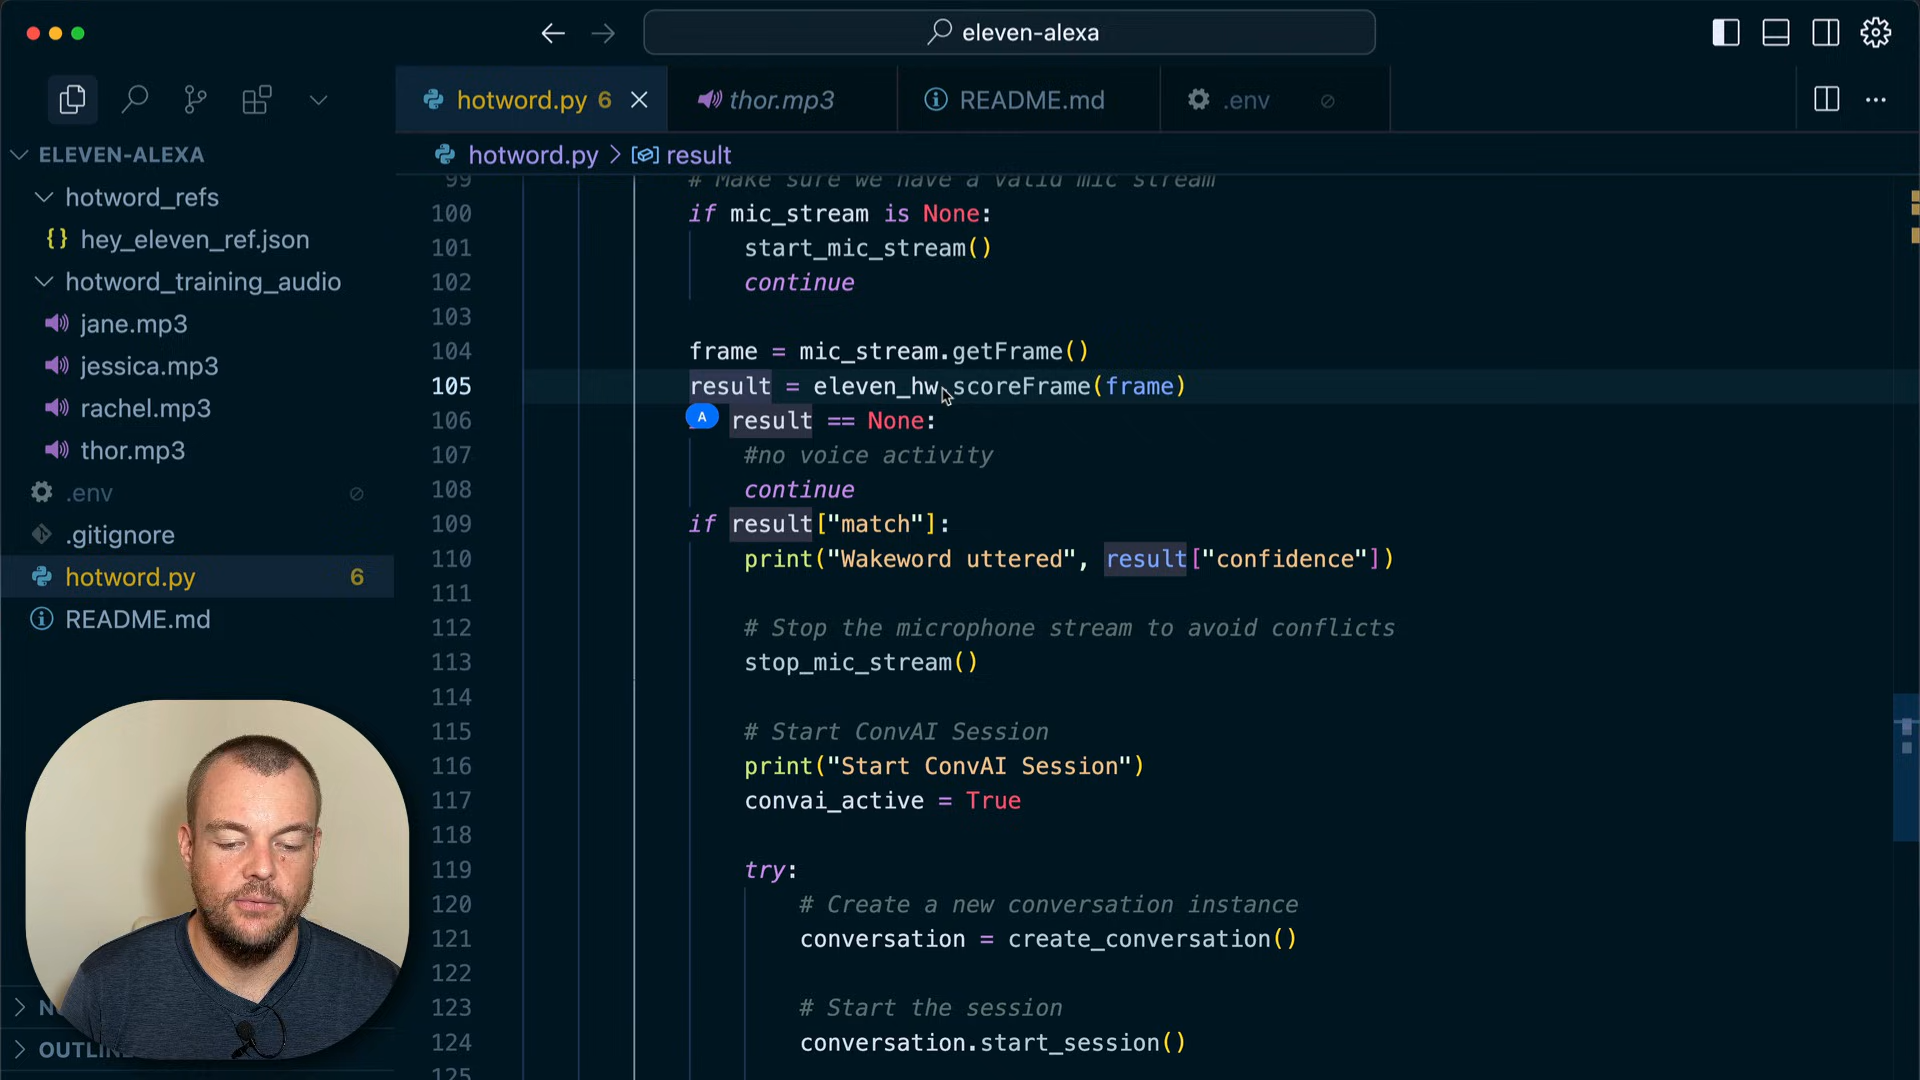 eleven-alexa
hotword.py 6
thor.mp3
README.md
.env
ELEVEN-ALEXA
hotword_refs
hey_eleven_ref.json
hotword_training_audio
jane.mp3
jessica.mp3
rachel.mp3
thor.mp3
.env
.gitignore
hotword.py 6
README.md
OUTLIN
hotword.py > result
99 # Make sure we have a valid mic stream
100 if mic_stream is None:
101 start_mic_stream()
102 continue
103
104 frame = mic_stream.getFrame()
105 result = eleven_hw.scoreFrame(frame)
A
106 result == None:
107 #no voice activity
108 continue
109 if result["match"]:
110 print("Wakeword uttered", result["confidence"])
111
112 # Stop the microphone stream to avoid conflicts
113 stop_mic_stream()
114
115 # Start ConvAI Session
116 print("Start ConvAI Session")
117 convai_active = True
118
119 try:
120 # Create a new conversation instance
121 conversation = create_conversation()
122
123 # Start the session
124 conversation.start_session()
125